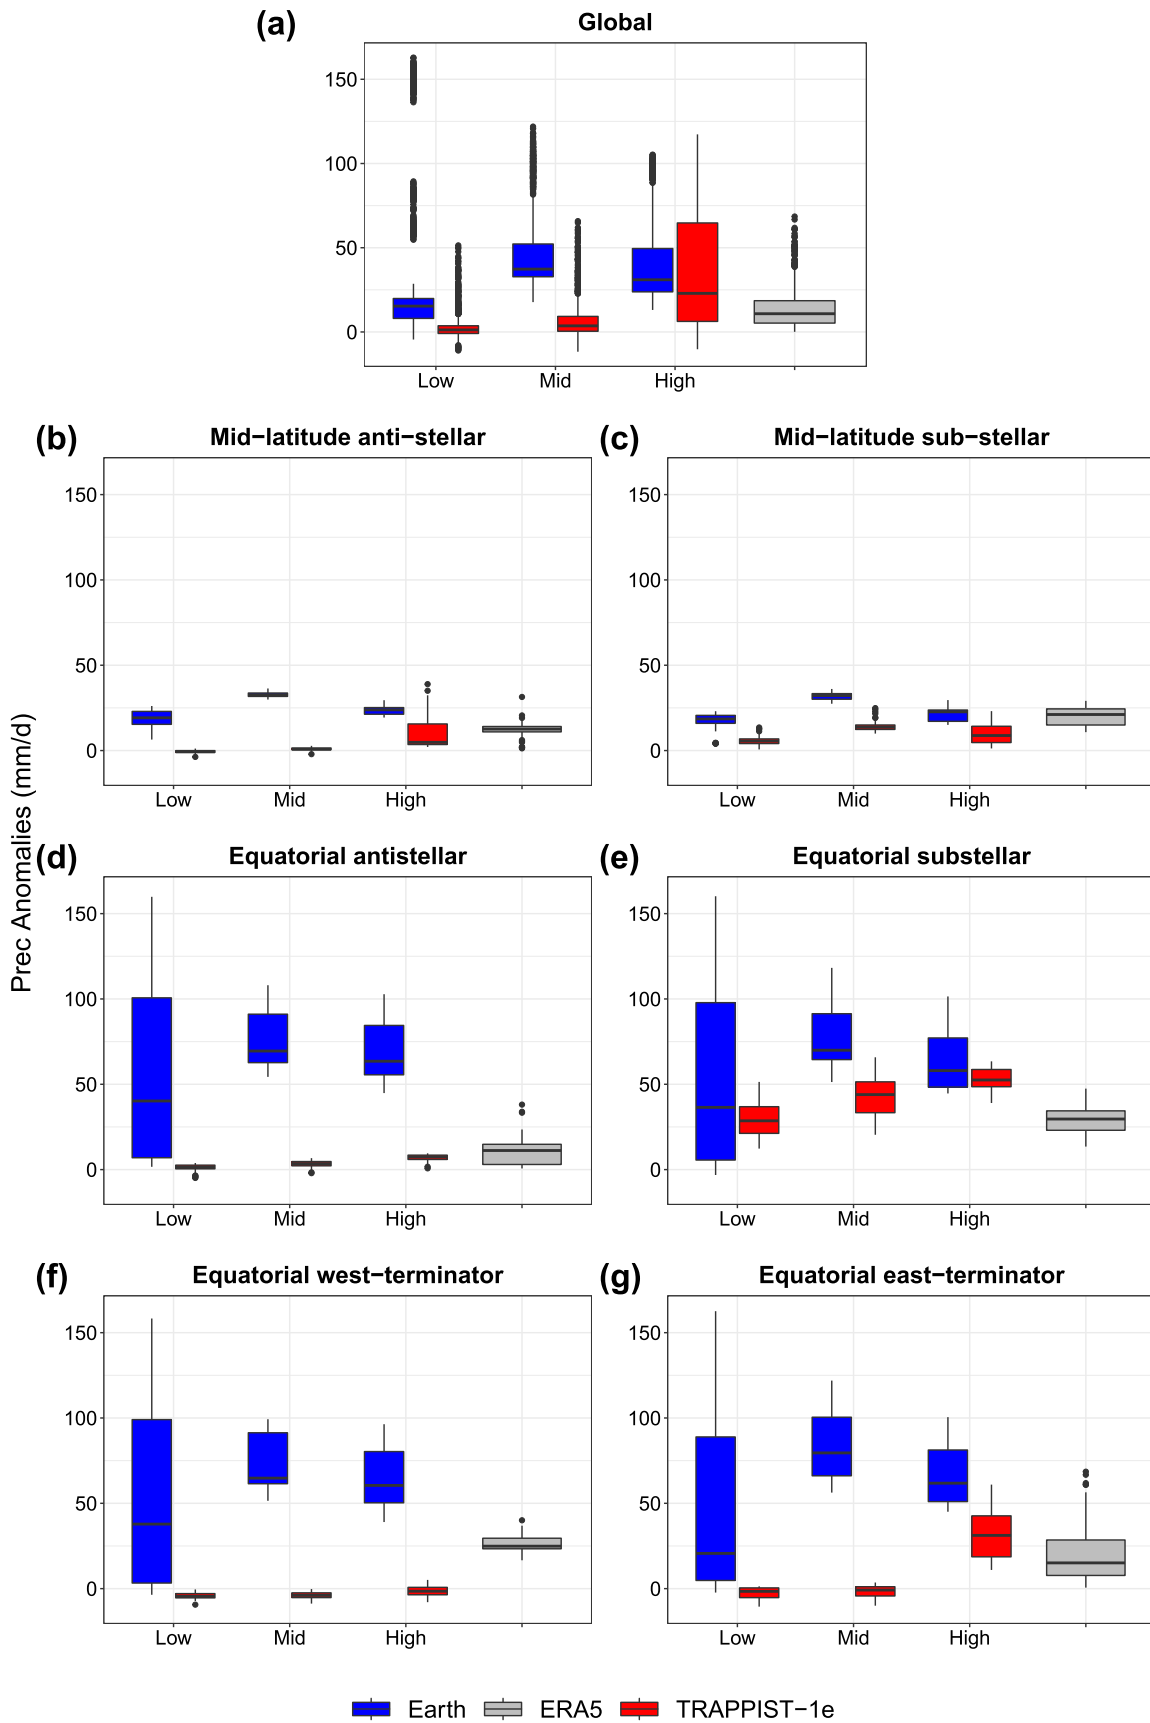 (a) Global
150
100
50
0
Low Mid High
(b) Mid−latitude anti−stellar
150
100
50
0
Low Mid High
(c) Mid−latitude sub−stellar
150
100
50
0
Low Mid High
Prec Anomalies (mm/d)
(d) Equatorial antistellar
150
100
50
0
Low Mid High
(e) Equatorial substellar
150
100
50
0
Low Mid High
(f) Equatorial west−terminator
150
100
50
0
Low Mid High
(g) Equatorial east−terminator
150
100
50
0
Low Mid High
Earth ERA5 TRAPPIST−1e